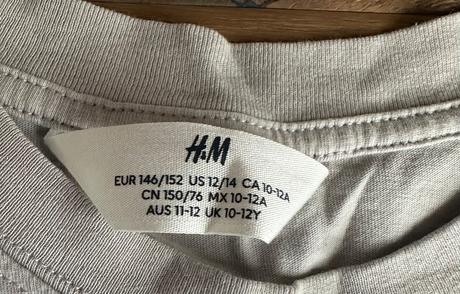 H&M
EUR 146/152 US 12/14 CA 10-12A
CN 150/76 MX 10-12A
AUS 11-12 UK 10-12Y